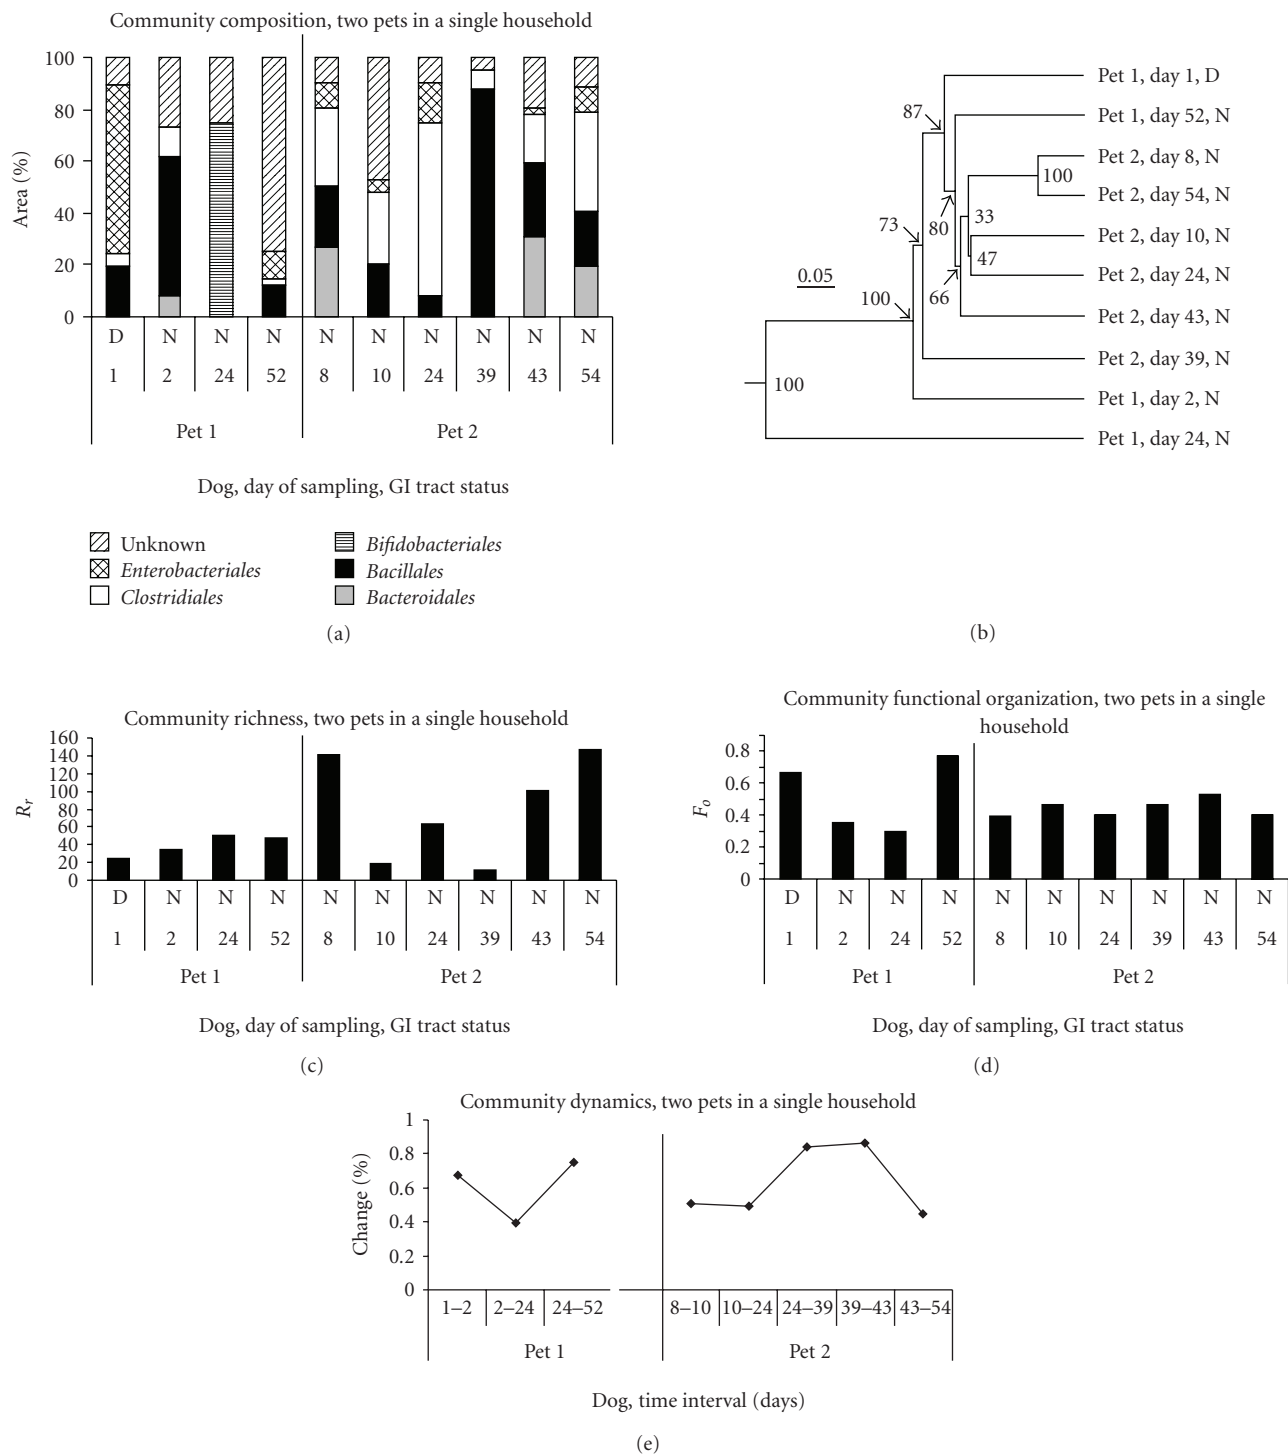 Community composition, two pets in a single household
Area (%)
100
80
60
40
20
0
D N N N N N N N N N
1 2 24 52 8 10 24 39 43 54
Pet 1 Pet 2
Dog, day of sampling, GI tract status
Unknown Bifidobacteriales
Enterobacteriales Bacillales
Clostridiales Bacteroidales
(a)
Pet 1, day 1, D
87
Pet 1, day 52, N
Pet 2, day 8, N
100
Pet 2, day 54, N
80
33
73
Pet 2, day 10, N
47
Pet 2, day 24, N
0.05
66
100
Pet 2, day 43, N
Pet 2, day 39, N
100
Pet 1, day 2, N
Pet 1, day 24, N
(b)
Community richness, two pets in a single household
Rr
160
140
120
100
80
60
40
20
0
D N N N N N N N N N
1 2 24 52 8 10 24 39 43 54
Pet 1 Pet 2
Dog, day of sampling, GI tract status
(c)
Community functional organization, two pets in a single
household
Fo
0.8
0.6
0.4
0.2
0
D N N N N N N N N N
1 2 24 52 8 10 24 39 43 54
Pet 1 Pet 2
Dog, day of sampling, GI tract status
(d)
Community dynamics, two pets in a single household
Change (%)
1
0.8
0.6
0.4
0.2
0
1–2 2–24 24–52 8–10 10–24 24–39 39–43 43–54
Pet 1 Pet 2
Dog, time interval (days)
(e)